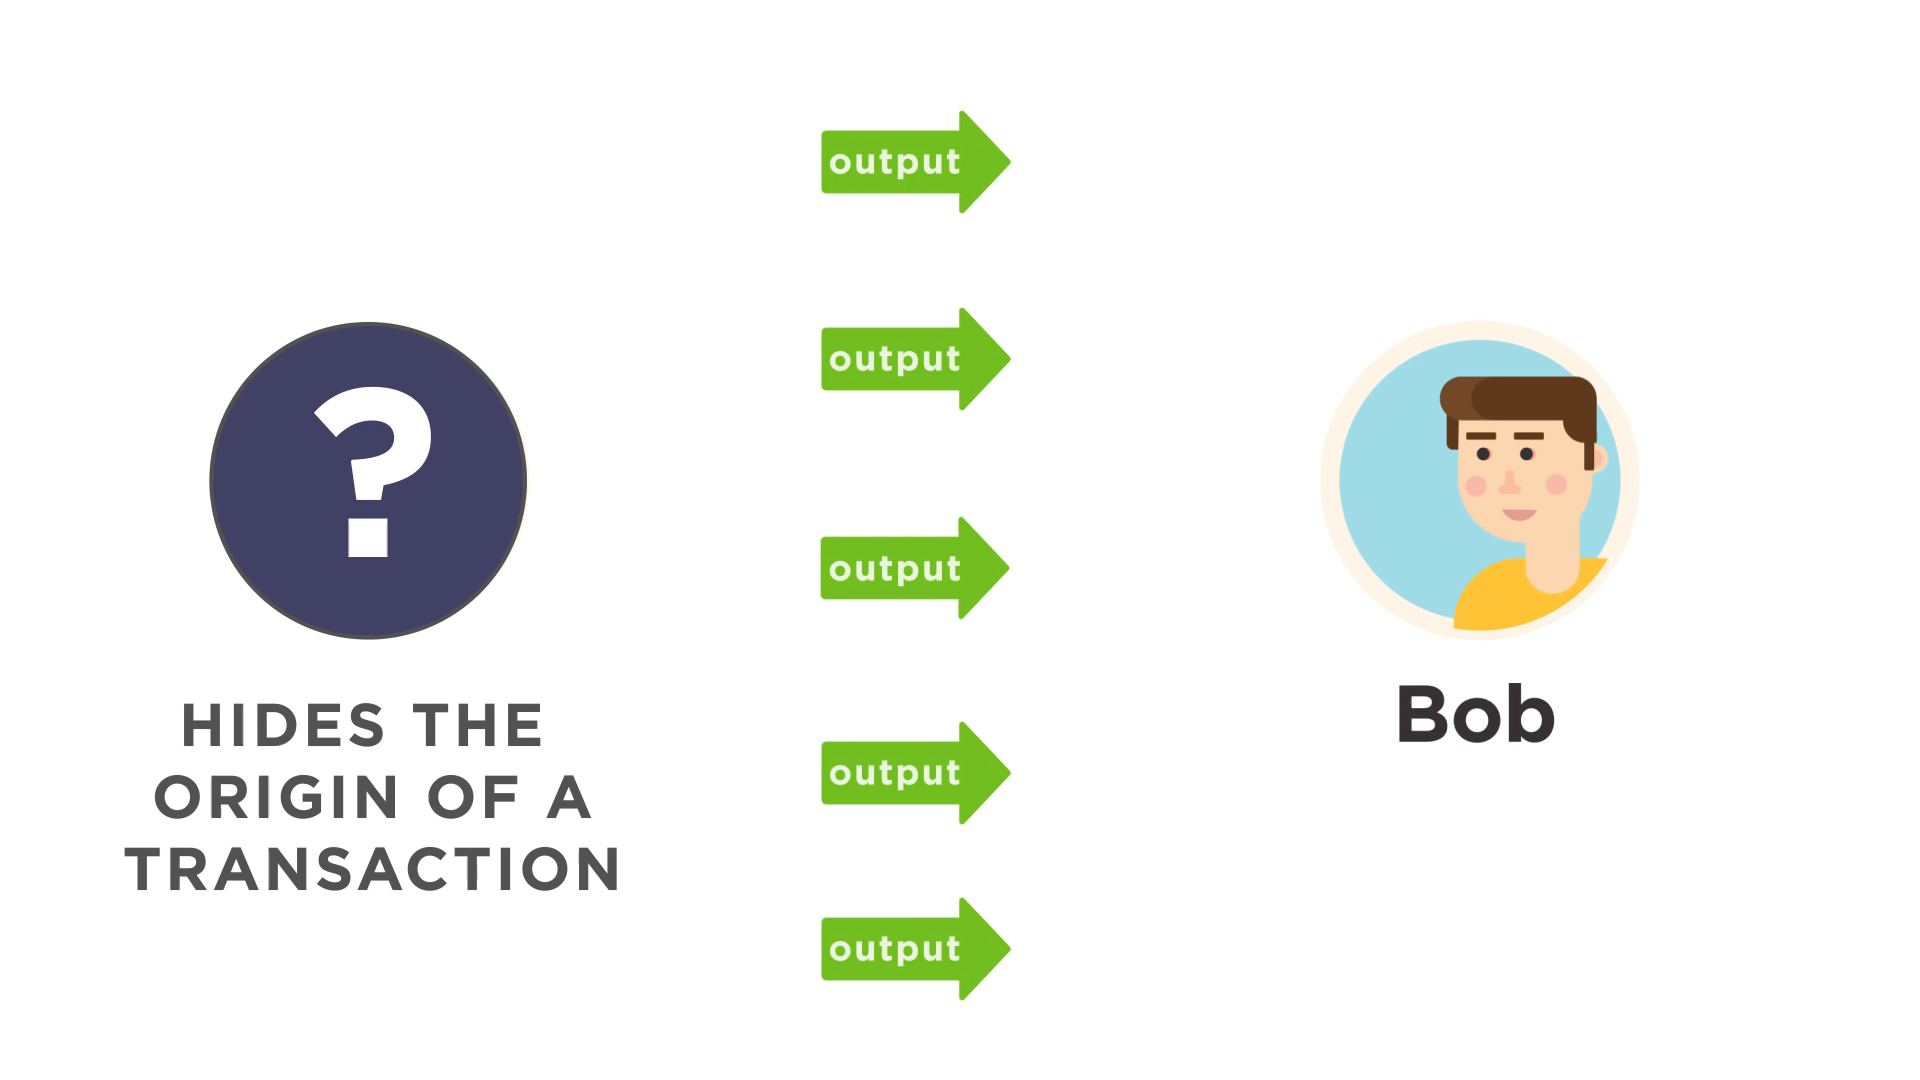 output
output
?
output
output
output
HIDES THE
ORIGIN OF A
TRANSACTION
Bob